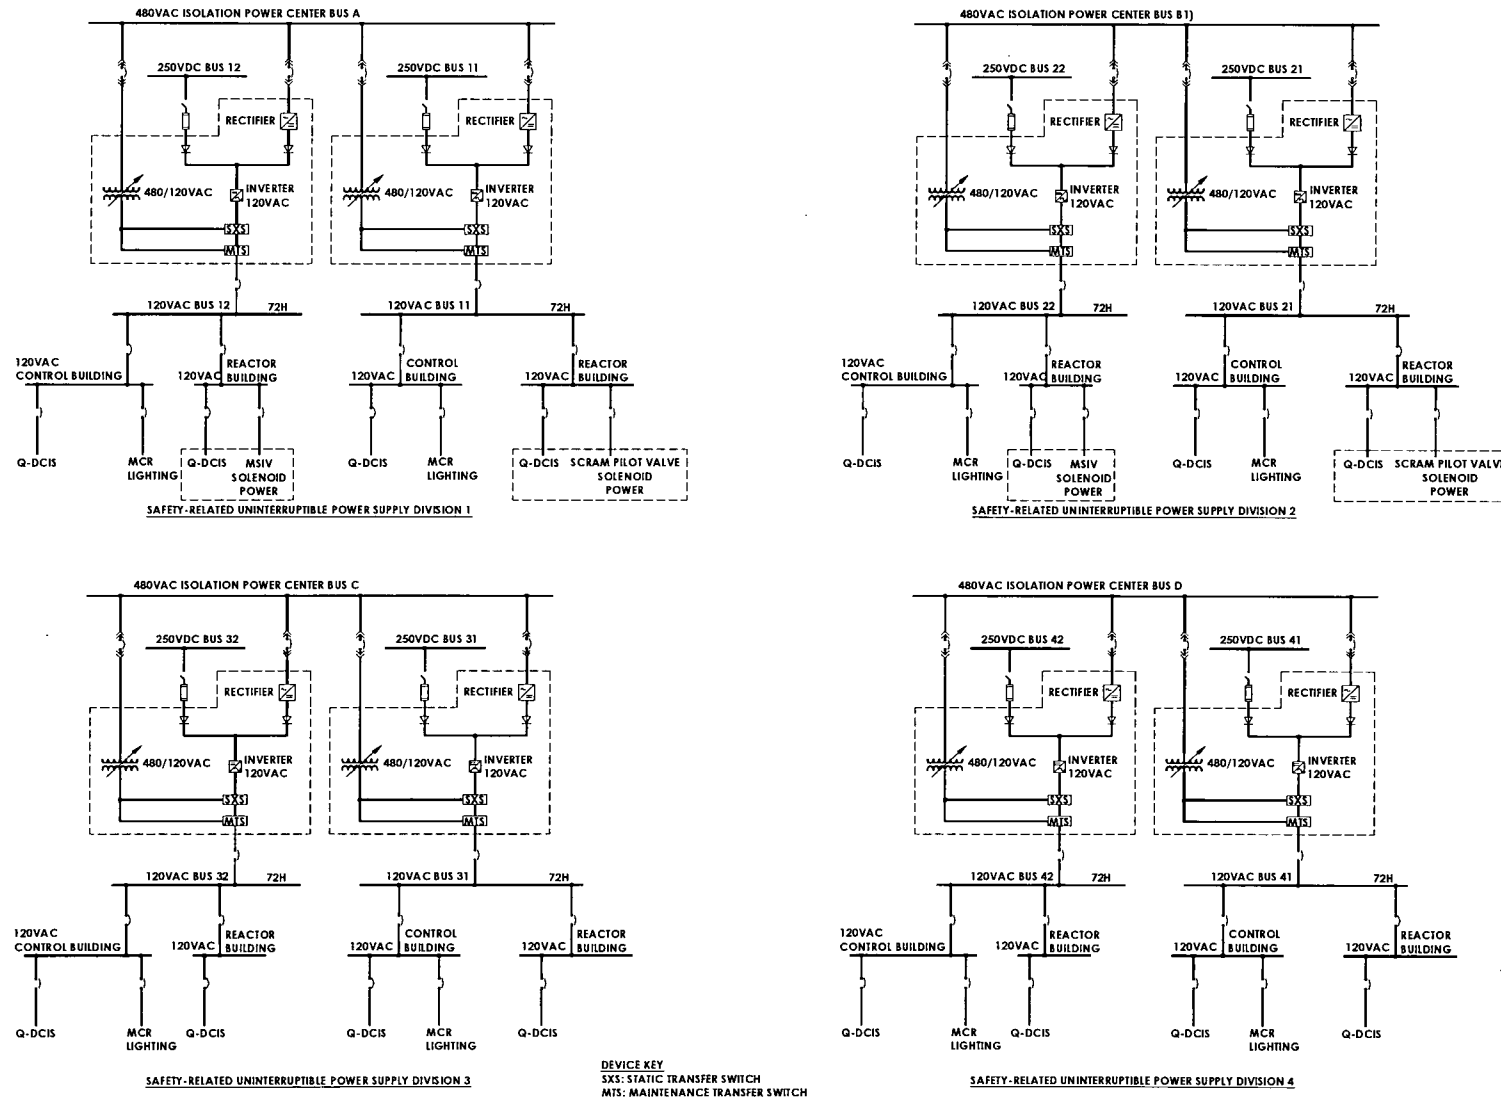 480VAC ISOLATION POWER CENTER BUS A
250VDC BUS 12
250VDC BUS 11
RECTIFIER
RECTIFIER
480/120VAC
INVERTER
120VAC
480/120VAC
INVERTER
120VAC
SXS
SXS
MTS
MTS
120VAC BUS 12
72H
120VAC BUS 11
72H
120VAC
CONTROL BUILDING
REACTOR
120VAC BUILDING
CONTROL
120VAC BUILDING
REACTOR
120VAC BUILDING
Q-DCIS
MCR
LIGHTING
Q-DCIS
MSIV
SOLENOID
POWER
Q-DCIS
MCR
LIGHTING
Q-DCIS
SCRAM PILOT VALVE
SOLENOID
POWER
SAFETY-RELATED UNINTERRUPTIBLE POWER SUPPLY DIVISION 1
480VAC ISOLATION POWER CENTER BUS B1)
250VDC BUS 22
250VDC BUS 21
RECTIFIER
RECTIFIER
480/120VAC
INVERTER
120VAC
480/120VAC
INVERTER
120VAC
SXS
SXS
MTS
MTS
120VAC BUS 22
72H
120VAC BUS 21
72H
120VAC
CONTROL BUILDING
REACTOR
120VAC BUILDING
CONTROL
120VAC BUILDING
REACTOR
120VAC BUILDING
Q-DCIS
MCR
LIGHTING
Q-DCIS
MSIV
SOLENOID
POWER
Q-DCIS
MCR
LIGHTING
Q-DCIS
SCRAM PILOT VALVE
SOLENOID
POWER
SAFETY-RELATED UNINTERRUPTIBLE POWER SUPPLY DIVISION 2
480VAC ISOLATION POWER CENTER BUS C
250VDC BUS 32
250VDC BUS 31
RECTIFIER
RECTIFIER
480/120VAC
INVERTER
120VAC
480/120VAC
INVERTER
120VAC
SXS
SXS
MTS
MTS
120VAC BUS 32
72H
120VAC BUS 31
72H
120VAC
CONTROL BUILDING
REACTOR
120VAC BUILDING
CONTROL
120VAC BUILDING
REACTOR
120VAC BUILDING
Q-DCIS
MCR
LIGHTING
Q-DCIS
Q-DCIS
MCR
LIGHTING
Q-DCIS
SAFETY-RELATED UNINTERRUPTIBLE POWER SUPPLY DIVISION 3
480VAC ISOLATION POWER CENTER BUS D
250VDC BUS 42
250VDC BUS 41
RECTIFIER
RECTIFIER
480/120VAC
INVERTER
120VAC
480/120VAC
INVERTER
120VAC
SXS
SXS
MTS
MTS
120VAC BUS 42
72H
120VAC BUS 41
72H
120VAC
CONTROL BUILDING
REACTOR
120VAC BUILDING
CONTROL
120VAC BUILDING
REACTOR
120VAC BUILDING
Q-DCIS
MCR
LIGHTING
Q-DCIS
Q-DCIS
MCR
LIGHTING
Q-DCIS
SAFETY-RELATED UNINTERRUPTIBLE POWER SUPPLY DIVISION 4
DEVICE KEY
SXS: STATIC TRANSFER SWITCH
MTS: MAINTENANCE TRANSFER SWITCH